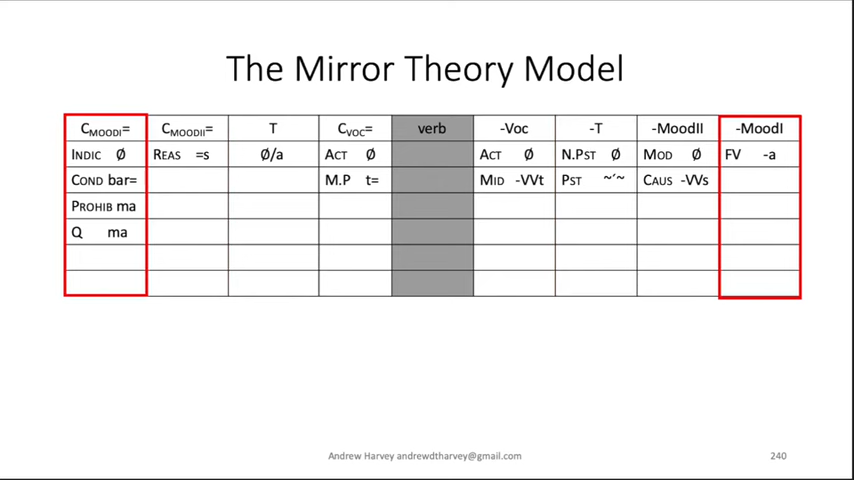 The Mirror Theory Model
CMOODI= CMOODII= T CVOC= verb -Voc -T -MoodII -MoodI
INDIC Ø REAS =s Ø/a ACT Ø ACT Ø N.PST Ø MOD Ø FV -a
COND bar= M.P t= MID -VVt PST ~´~ CAUS -VVs
PROHIB ma
Q ma
Andrew Harvey andrewdtharvey@gmail.com 240